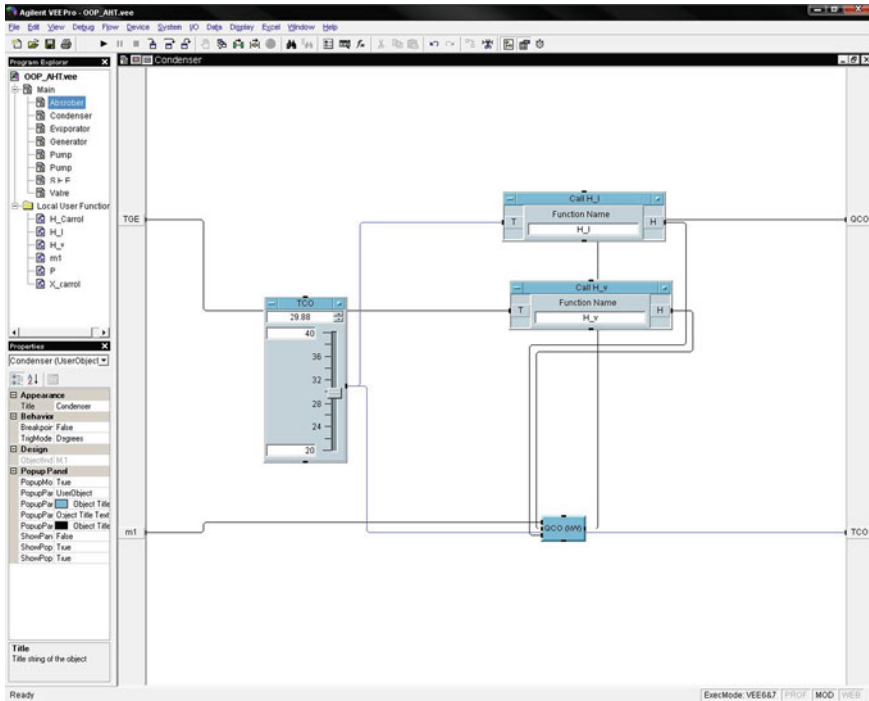 Agilent VEE Pro - OOP_AHT.vee
File Edit View Debug Flow Device System I/O Data Display Excel Window Help
Program Explorer
OOP_AHT.vee
Main
Absrober
Condenser
Evaporator
Generator
Pump
Pump
S H E
Valve
Local User Function
H_Carrol
H_l
H_v
m1
P
X_carrol
Properties
Condenser (UserObject
Appearance
Title Condenser
Behavior
Breakpoir False
TrigMode Degrees
Design
M.1
Popup Panel
PopupMo True
PopupPar UserObject
PopupPar Object Title
PopupPar Object Title Text
PopupPar Object Title
ShowPan False
ShowPop True
ShowPop True
Title
Title string of the object
Condenser
TGE
m1
TCO
29.88
40
36
32
28
24
20
Call H_l
Function Name
T
H_l
H
Call H_v
Function Name
T
H_v
H
QCO (kW)
QCO
TCO
Ready
ExecMode: VEE6&7 PROF MOD WEB